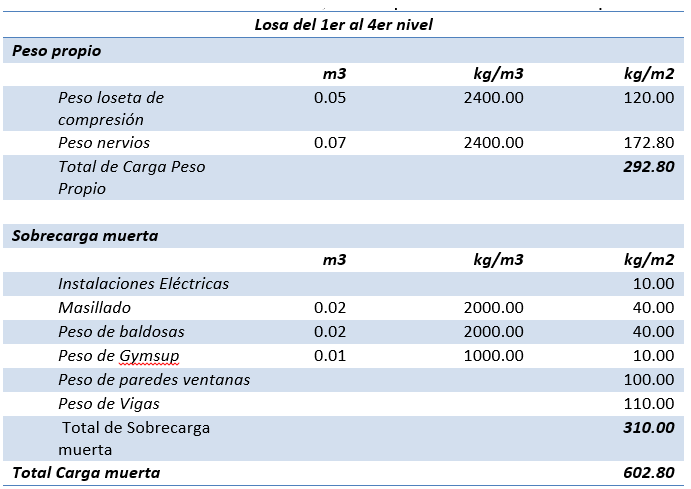 Losa del 1er al 4er nivel
Peso propio
m3 kg/m3 kg/m2
Peso loseta de
compresión 0.05 2400.00 120.00
Peso nervios 0.07 2400.00 172.80
Total de Carga Peso
Propio 292.80
Sobrecarga muerta
m3 kg/m3 kg/m2
Instalaciones Eléctricas 10.00
Masillado 0.02 2000.00 40.00
Peso de baldosas 0.02 2000.00 40.00
Peso de Gymsup 0.01 1000.00 10.00
Peso de paredes ventanas 100.00
Peso de Vigas 110.00
Total de Sobrecarga
muerta 310.00
Total Carga muerta 602.80